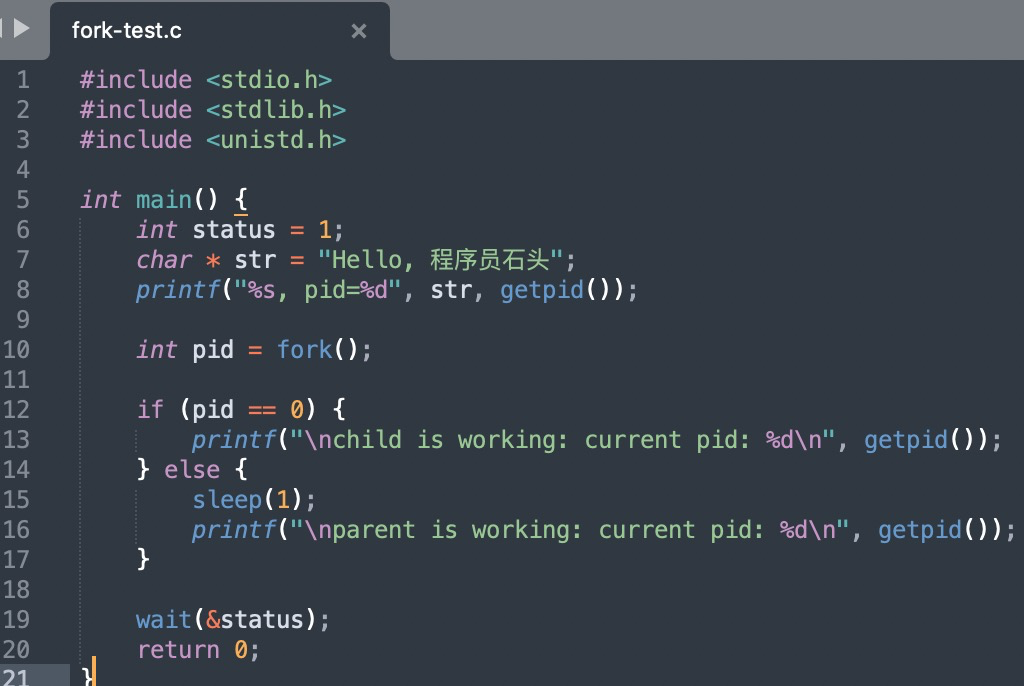 fork-test.c
1 #include <stdio.h>
2 #include <stdlib.h>
3 #include <unistd.h>
4
5 int main() {
6     int status = 1;
7     char * str = "Hello, 程序员石头";
8     printf("%s, pid=%d", str, getpid());
9
10     int pid = fork();
11
12     if (pid == 0) {
13         printf("\nchild is working: current pid: %d\n", getpid());
14     } else {
15         sleep(1);
16         printf("\nparent is working: current pid: %d\n", getpid());
17     }
18
19     wait(&status);
20     return 0;
21 }